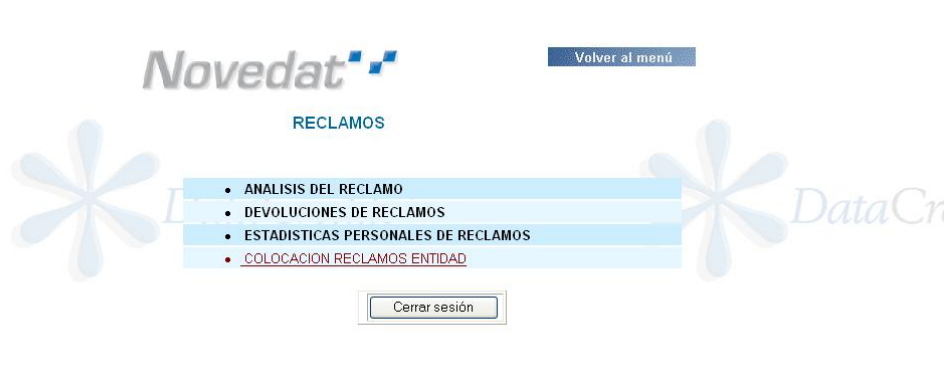 Novedat
Volver al menú
RECLAMOS
ANALISIS DEL RECLAMO
DEVOLUCIONES DE RECLAMOS
ESTADISTICAS PERSONALES DE RECLAMOS
COLOCACION RECLAMOS ENTIDAD
Cerrar sesión